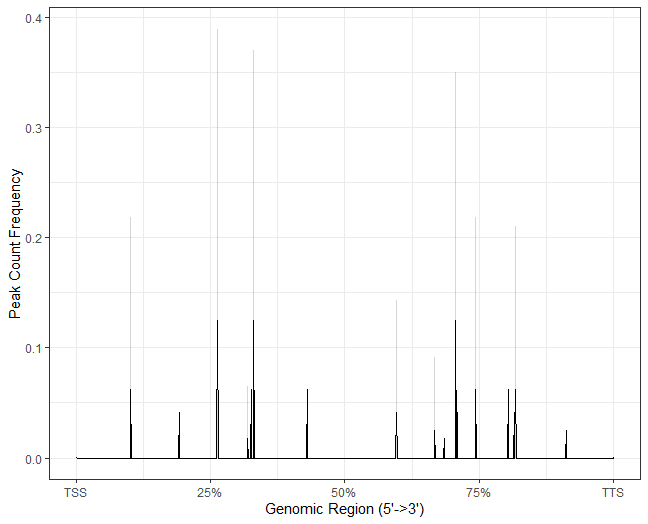 0.4
0.3
0.2
0.1
0.0
Peak Count Frequency
TSS 25% 50% 75% TTS
Genomic Region (5'->3')